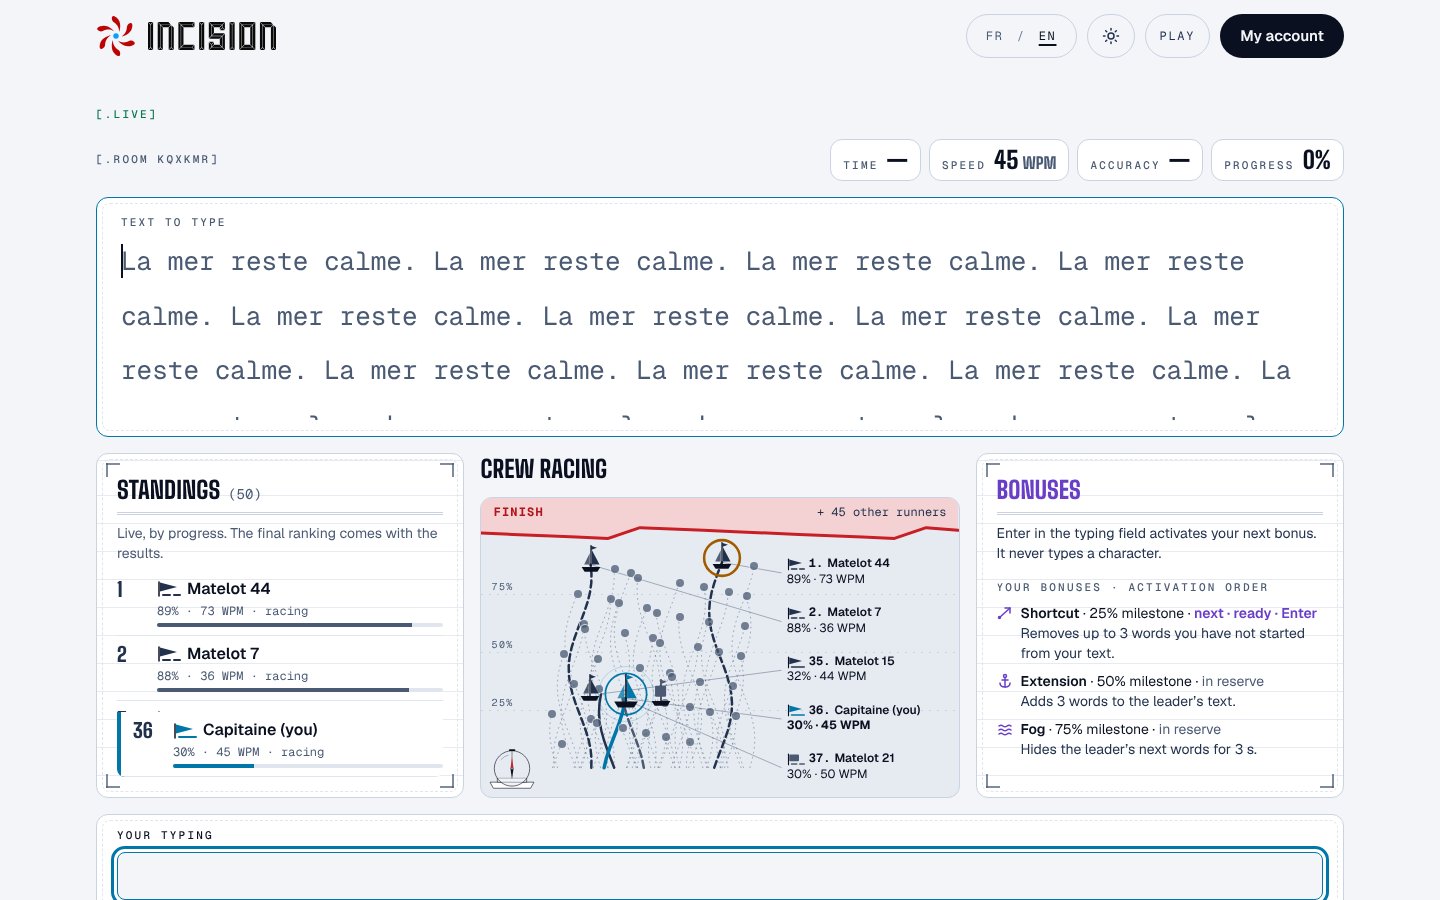 INCISION
FR / EN
PLAY
My account
[.LIVE]
[.ROOM KQXKMR]
TIME —
SPEED 45 WPM
ACCURACY —
PROGRESS 0%
TEXT TO TYPE
La mer reste calme. La mer reste calme. La mer reste calme. La mer reste
calme. La mer reste calme. La mer reste calme. La mer reste calme. La mer
reste calme. La mer reste calme. La mer reste calme. La mer reste calme. La
STANDINGS (50)
Live, by progress. The final ranking comes with the
results.
1 Matelot 44
89% · 73 WPM · racing
2 Matelot 7
88% · 36 WPM · racing
36 Capitaine (you)
30% · 45 WPM · racing
CREW RACING
FINISH
+ 45 other runners
75%
50%
25%
1. Matelot 44
89% · 73 WPM
2. Matelot 7
88% · 36 WPM
35. Matelot 15
32% · 44 WPM
36. Capitaine (you)
30% · 45 WPM
37. Matelot 21
30% · 50 WPM
BONUSES
Enter in the typing field activates your next bonus.
It never types a character.
YOUR BONUSES · ACTIVATION ORDER
Shortcut · 25% milestone · next · ready · Enter
Removes up to 3 words you have not started
from your text.
Extension · 50% milestone · in reserve
Adds 3 words to the leader's text.
Fog · 75% milestone · in reserve
Hides the leader's next words for 3 s.
YOUR TYPING